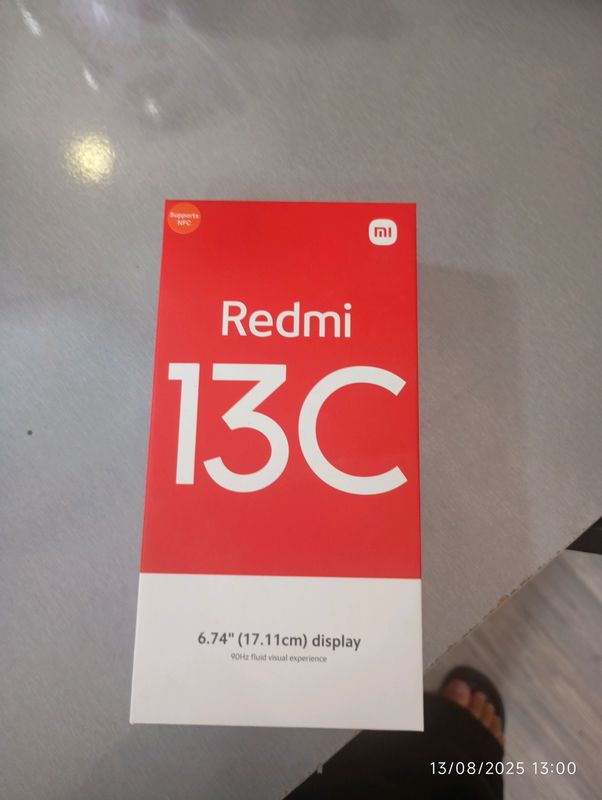 Supports
NFC
mi
Redmi
13C
6.74" (17.11cm) display
90Hz fluid visual experience
13/08/2025 13:00